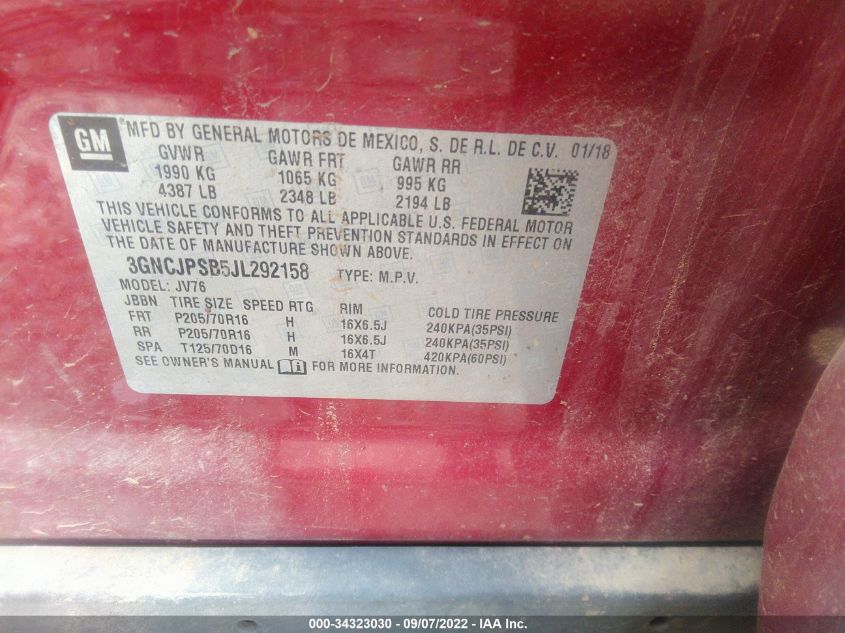 GM
MFD BY GENERAL MOTORS DE MEXICO, S. DE R.L. DE C.V. 01/18
GVWR GAWR FRT GAWR RR
1990 KG 1065 KG 995 KG
4387 LB 2348 LB 2194 LB
THIS VEHICLE CONFORMS TO ALL APPLICABLE U.S. FEDERAL MOTOR
VEHICLE SAFETY AND THEFT PREVENTION STANDARDS IN EFFECT ON
THE DATE OF MANUFACTURE SHOWN ABOVE.
3GNCJPSB5JL292158 TYPE: M.P.V.
MODEL: JV76
JBBN TIRE SIZE SPEED RTG RIM COLD TIRE PRESSURE
FRT P205/70R16 H 16X6.5J 240KPA(35PSI)
RR P205/70R16 H 16X6.5J 240KPA(35PSI)
SPA T125/70D16 M 16X4T 420KPA(60PSI)
SEE OWNER'S MANUAL FOR MORE INFORMATION.
000-34323030 - 09/07/2022 - IAA Inc.